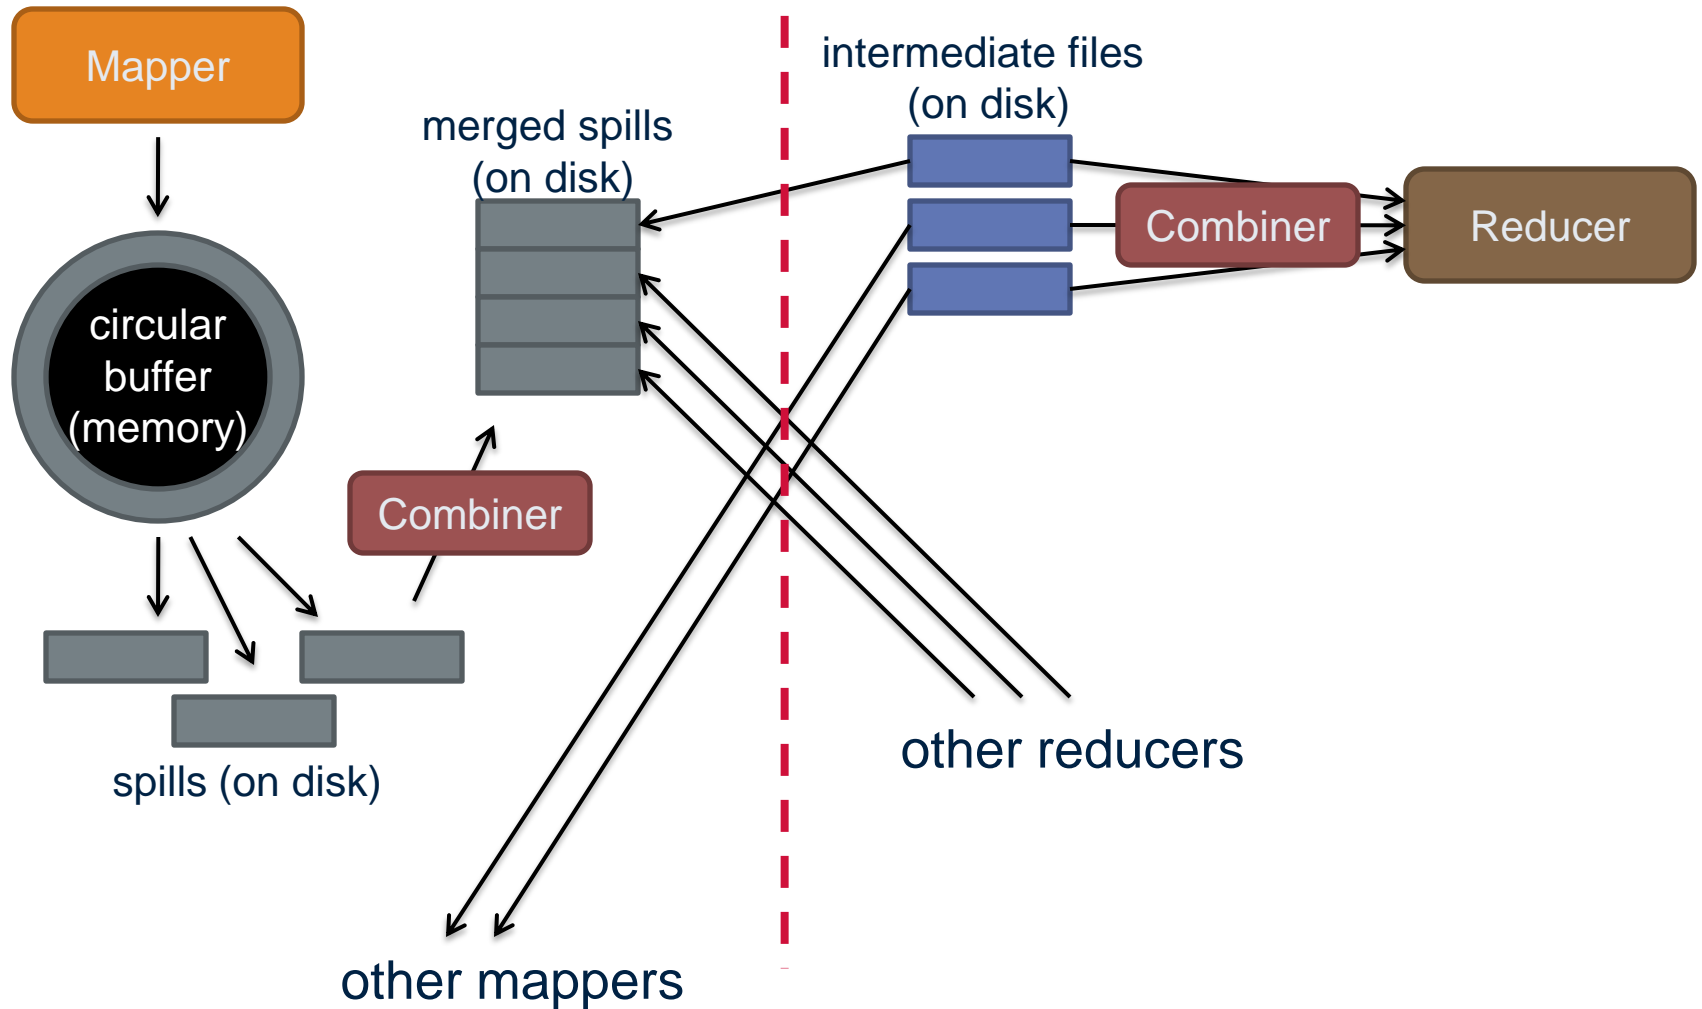 Mapper
circular
buffer
(memory)
spills (on disk)
Combiner
merged spills
(on disk)
intermediate files
(on disk)
Combiner
Reducer
other reducers
other mappers